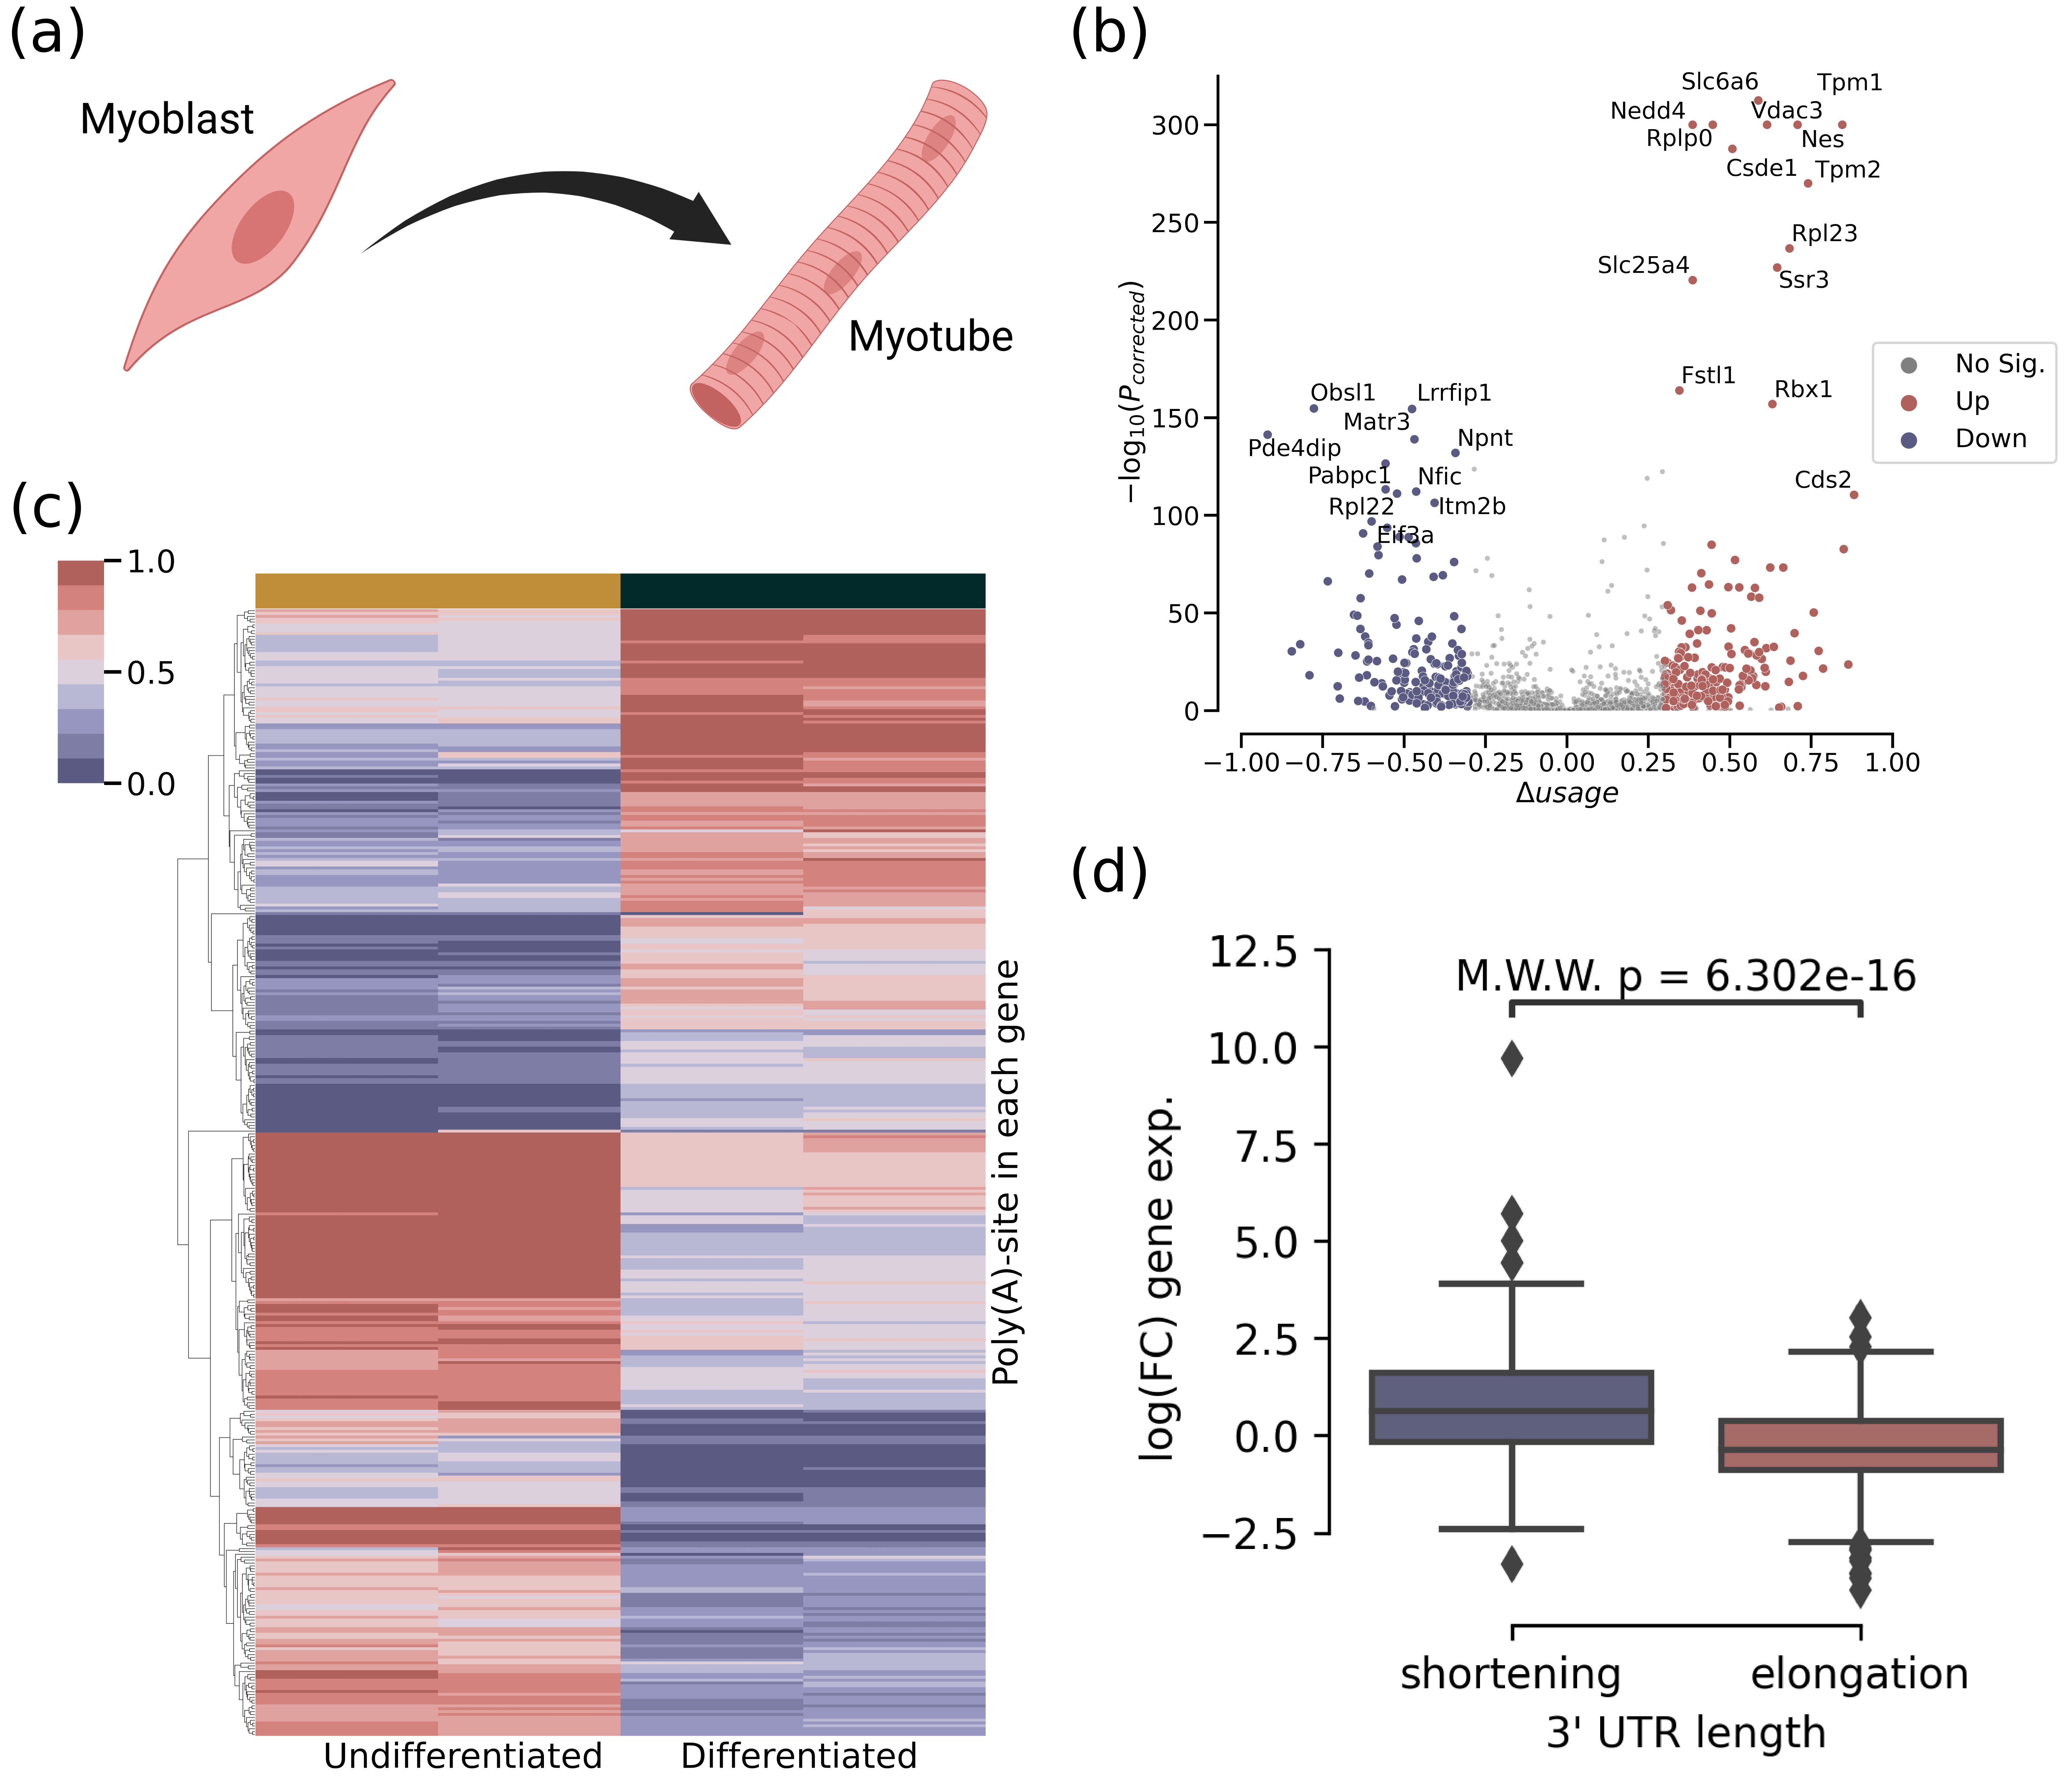 (a)
Myoblast
Myotube
(b)
Slc6a6
Tpm1
Nedd4
Vdac3
Rplp0
Nes
Csde1
Tpm2
Rpl23
Slc25a4
Ssr3
Fstl1
Rbx1
Obsl1
Lrrfip1
Matr3
Npnt
Pde4dip
Pabpc1
Nfic
Cds2
Rpl22
Itm2b
Eif3a
300
250
200
150
100
50
0
−log10(Pcorrected)
−1.00 −0.75 −0.50 −0.25 0.00 0.25 0.50 0.75 1.00
Δusage
No Sig.
Up
Down
(c)
1.0
0.5
0.0
Poly(A)-site in each gene
Undifferentiated
Differentiated
(d)
M.W.W. p = 6.302e-16
12.5
10.0
7.5
5.0
2.5
0.0
−2.5
log(FC) gene exp.
shortening
elongation
3' UTR length